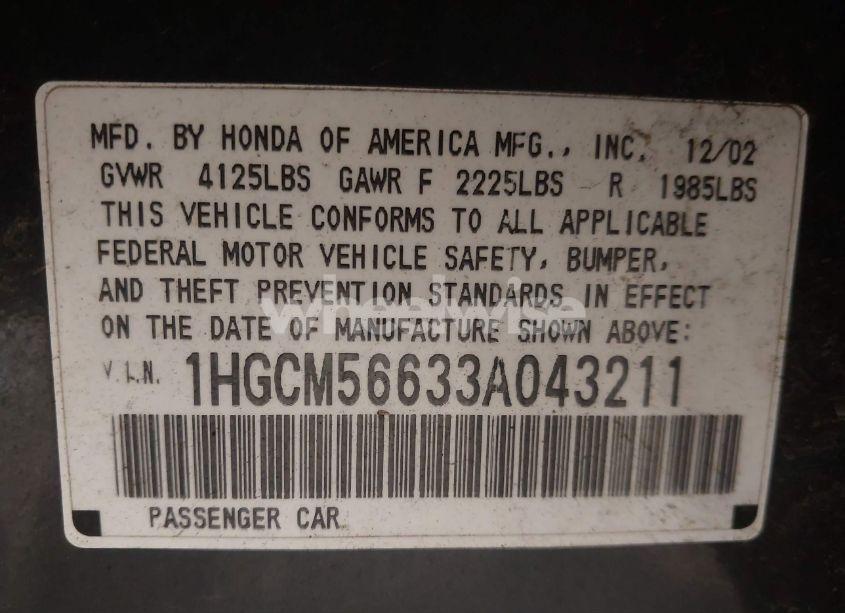 MFD. BY HONDA OF AMERICA MFG., INC. 12/02
GVWR 4125LBS GAWR F 2225LBS R 1985LBS
THIS VEHICLE CONFORMS TO ALL APPLICABLE
FEDERAL MOTOR VEHICLE SAFETY, BUMPER,
AND THEFT PREVENTION STANDARDS IN EFFECT
wheelwise
ON THE DATE OF MANUFACTURE SHOWN ABOVE:
V.I.N. 1HGCM56633A043211
PASSENGER CAR